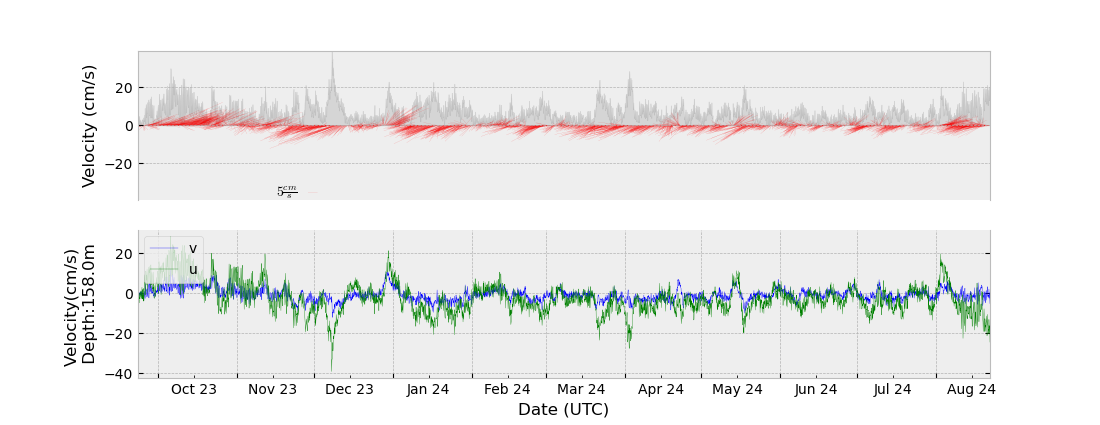 Velocity (cm/s)
20
0
−20
5 cm/s
Velocity(cm/s)
Depth:158.0m
20
0
−20
−40
v
u
Oct 23 Nov 23 Dec 23 Jan 24 Feb 24 Mar 24 Apr 24 May 24 Jun 24 Jul 24 Aug 24
Date (UTC)